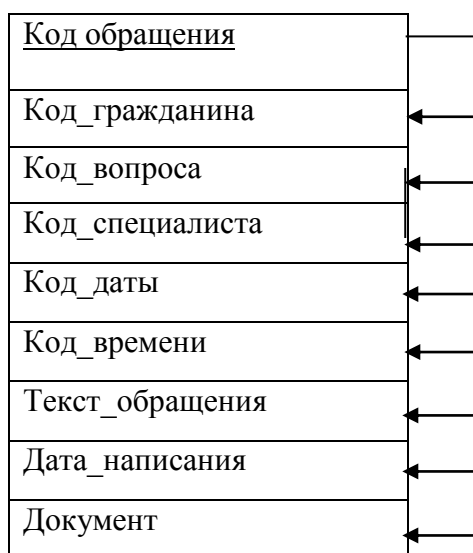 Код обращения
Код_гражданина
Код_вопроса
Код_специалиста
Код_даты
Код_времени
Текст_обращения
Дата_написания
Документ